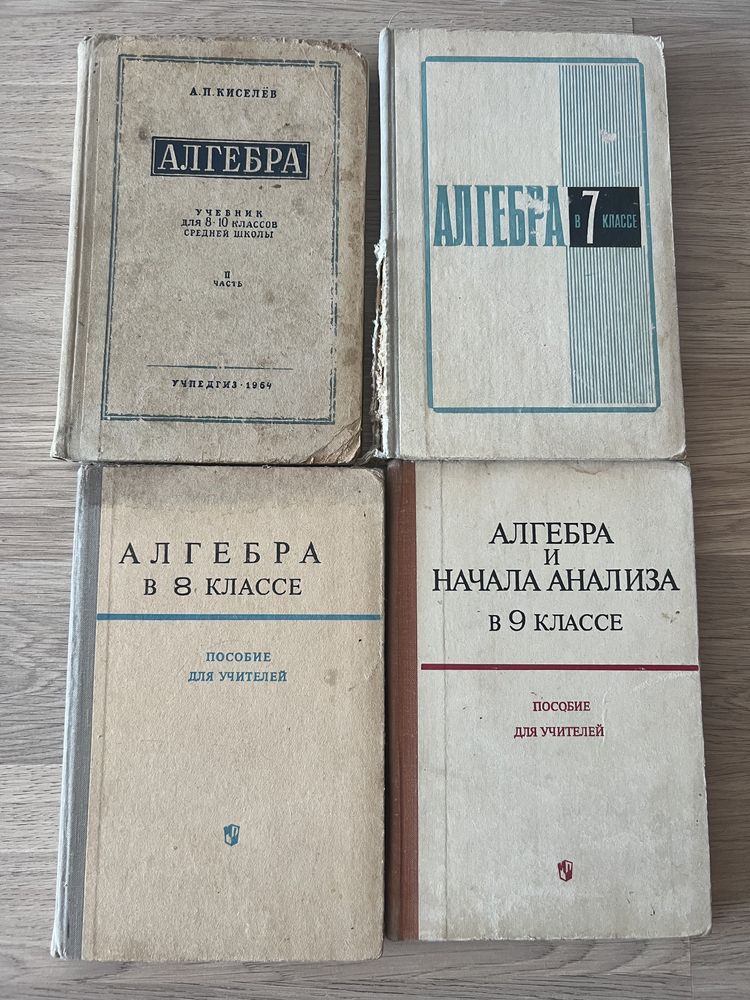 А.П.КИСЕЛЁВ
АЛГЕБРА
УЧЕБНИК
ДЛЯ 8-10 КЛАССОВ
СРЕДНЕЙ ШКОЛЫ
II
ЧАСТЬ
УЧПЕДГИЗ·1964
АЛГЕБРА В 7 КЛАССЕ
АЛГЕБРА
В 8 КЛАССЕ
ПОСОБИЕ
ДЛЯ УЧИТЕЛЕЙ
АЛГЕБРА
И
НАЧАЛА АНАЛИЗА
В 9 КЛАССЕ
ПОСОБИЕ
ДЛЯ УЧИТЕЛЕЙ